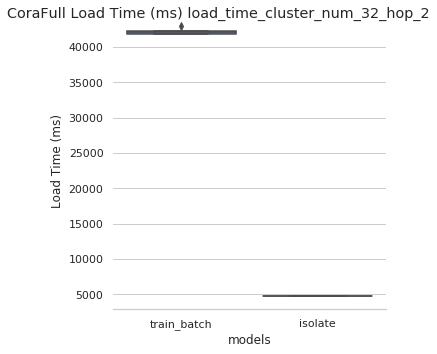 CoraFull Load Time (ms) load_time_cluster_num_32_hop_2
40000
35000
30000
25000
20000
15000
10000
5000
Load Time (ms)
train_batch isolate
models